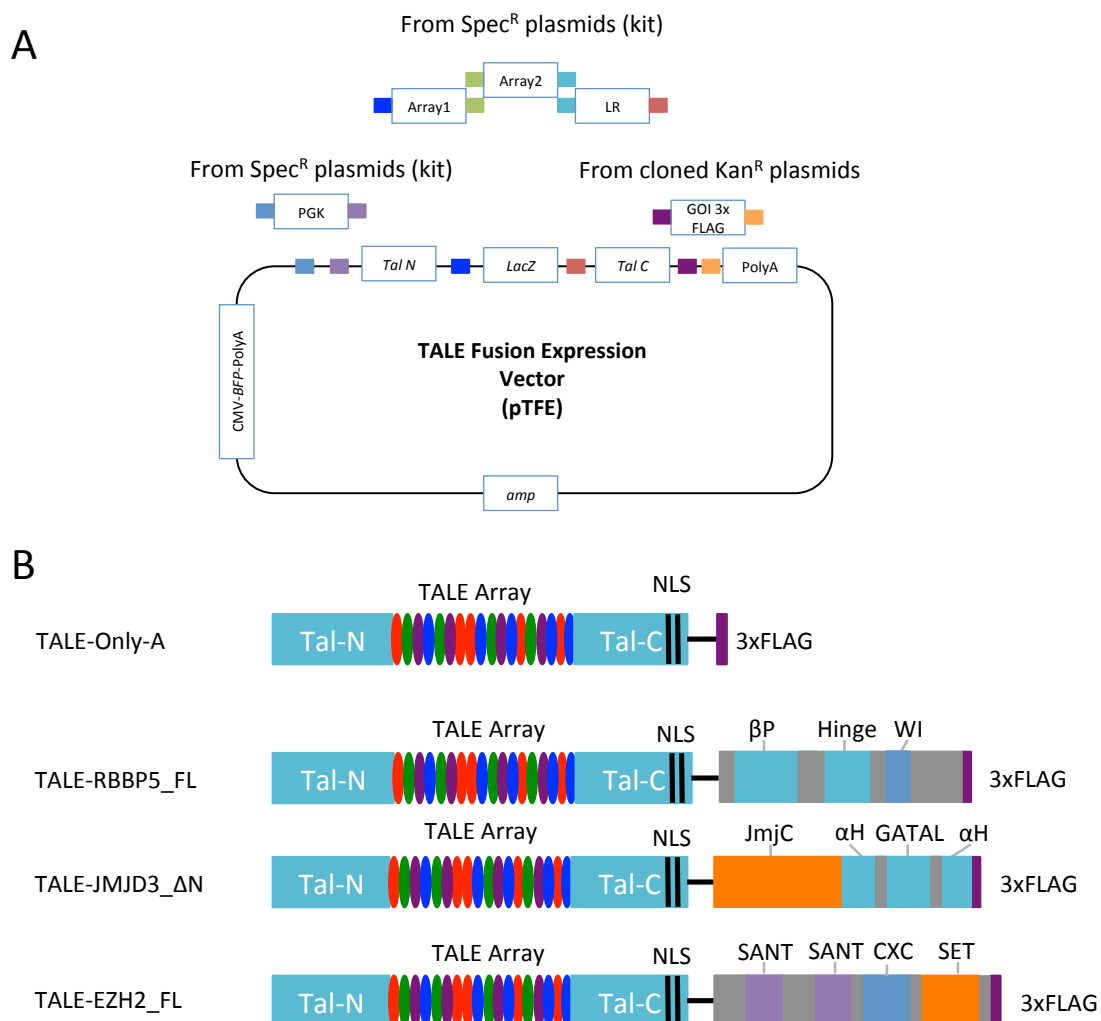 A
From Spec^R plasmids (kit)
Array1
Array2
LR
From Spec^R plasmids (kit)
From cloned Kan^R plasmids
PGK
GOI 3x
FLAG
Tal N
LacZ
Tal C
PolyA
CMV-BFP-PolyA
TALE Fusion Expression
Vector
(pTFE)
amp
B
TALE-Only-A
TALE Array
NLS
Tal-N
Tal-C
3xFLAG
TALE-RBBP5_FL
TALE Array
NLS
βP
Hinge
WI
Tal-N
Tal-C
3xFLAG
TALE-JMJD3_ΔN
TALE Array
NLS
JmjC
αH
GATAL
αH
Tal-N
Tal-C
3xFLAG
TALE-EZH2_FL
TALE Array
NLS
SANT
SANT
CXC
SET
Tal-N
Tal-C
3xFLAG